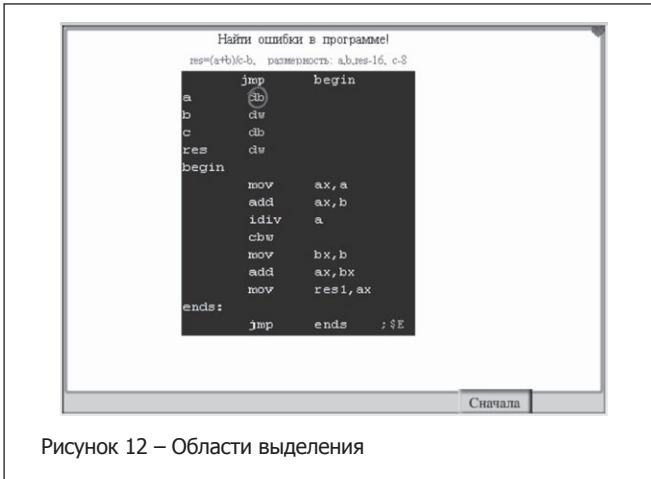 Найти ошибки в программе!
res=(a+b)/c-b, размерность: a,b,res-16, c-8
jmp begin
a db
b dw
c db
res dw
begin
mov ax,a
add ax,b
idiv a
cbw
mov bx,b
add ax,bx
mov res1,ax
ends:
jmp ends ;$E
Сначала
Рисунок 12 – Области выделения